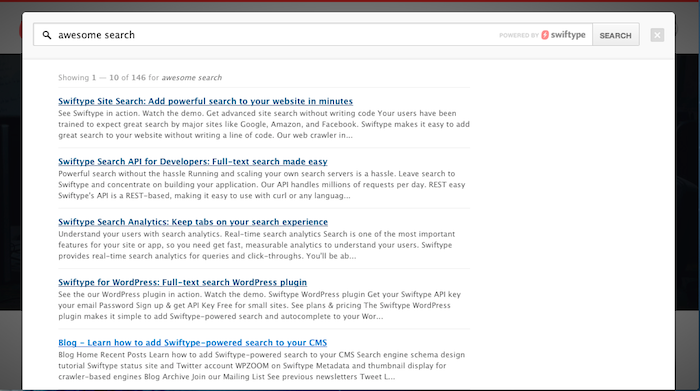 awesome search
POWERED BY swiftype
SEARCH
Showing 1 — 10 of 146 for awesome search
Swiftype Site Search: Add powerful search to your website in minutes
See Swiftype in action. Watch the demo. Get advanced site search without writing code Your users have been
trained to expect great search by major sites like Google, Amazon, and Facebook. Swiftype makes it easy to add
great search to your website without writing a line of code. Our web crawler in...
Swiftype Search API for Developers: Full-text search made easy
Powerful search without the hassle Running and scaling your own search servers is a hassle. Leave search to
Swiftype and concentrate on building your application. Our API handles millions of requests per day. REST easy
Swiftype's API is a REST-based, making it easy to use with curl or any languag...
Swiftype Search Analytics: Keep tabs on your search experience
Understand your users with search analytics. Real-time search analytics Search is one of the most important
features for your site or app, so you need get fast, measurable analytics to understand your users. Swiftype
provides real-time search analytics for queries and click-throughs. You'll be ab...
Swiftype for WordPress: Full-text search WordPress plugin
See the our WordPress plugin in action. Watch the demo. Swiftype WordPress plugin Get your Swiftype API key
your email Password Sign up & get API Key Free for small sites. See plans & pricing The Swiftype WordPress
plugin makes it simple to add Swiftype-powered search and autocomplete to your Wor...
Blog – Learn how to add Swiftype-powered search to your CMS
Blog Home Recent Posts Learn how to add Swiftype-powered search to your CMS Search engine schema design
tutorial Swiftype status site and Twitter account WPZOOM on Swiftype Metadata and thumbnail display for
crawler-based engines Blog Archive Join our Mailing List See previous newsletters Tweet L...